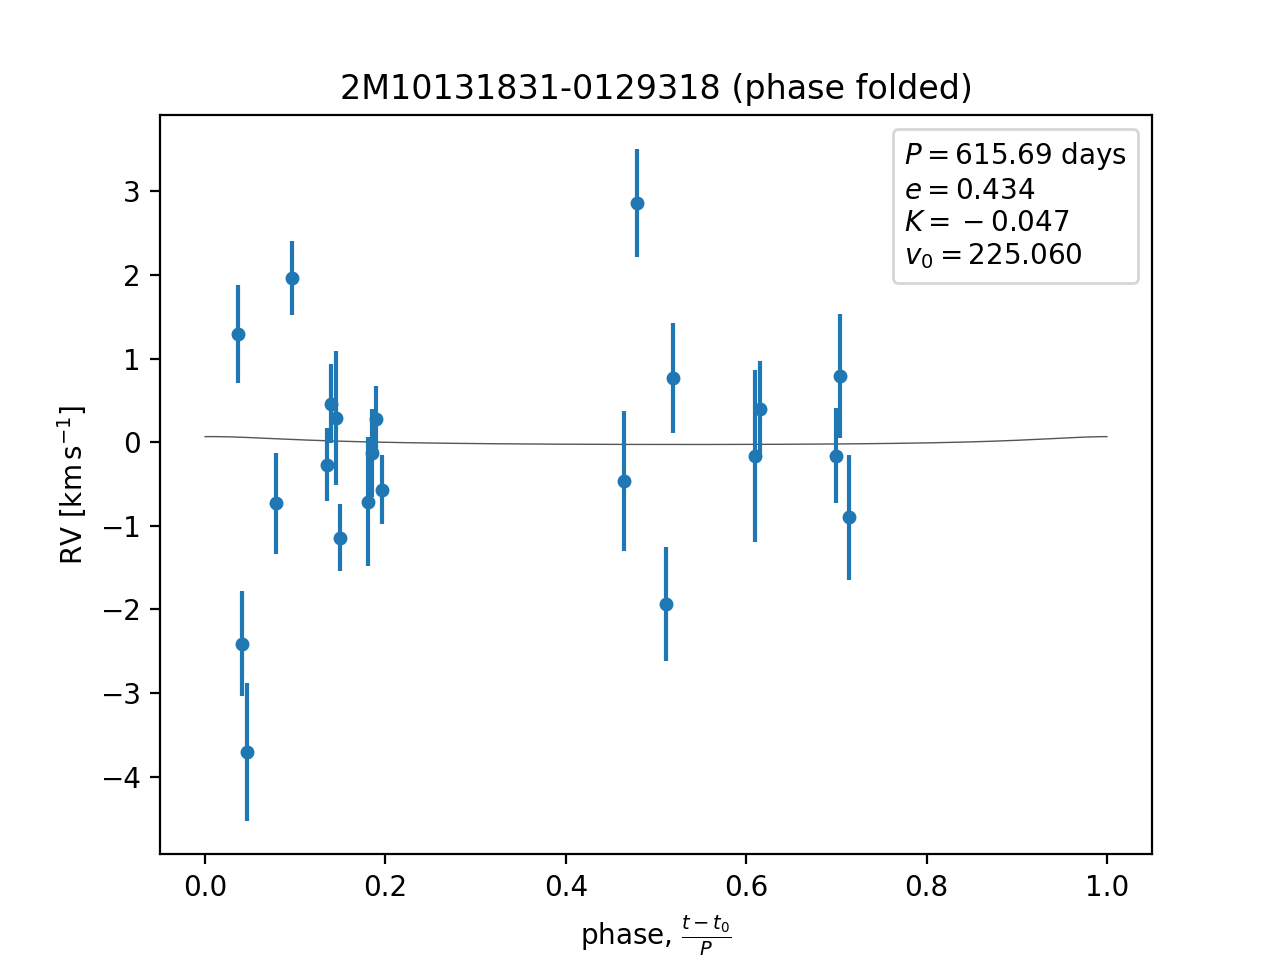 2M10131831-0129318 (phase folded)
P = 615.69 days
e = 0.434
K = −0.047
v₀ = 225.060
3
2
1
0
−1
−2
−3
−4
RV [km s⁻¹]
0.0 0.2 0.4 0.6 0.8 1.0
phase, (t − t₀)/P